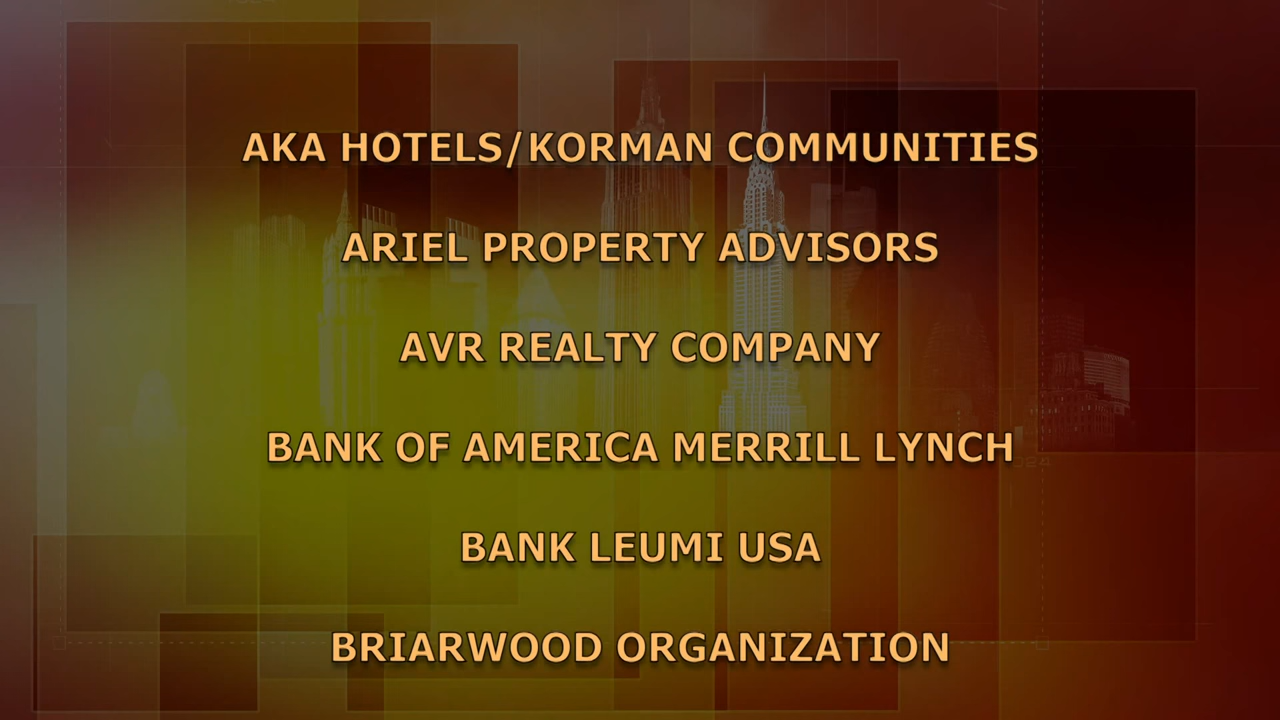 AKA HOTELS/KORMAN COMMUNITIES
ARIEL PROPERTY ADVISORS
AVR REALTY COMPANY
BANK OF AMERICA MERRILL LYNCH
BANK LEUMI USA
BRIARWOOD ORGANIZATION